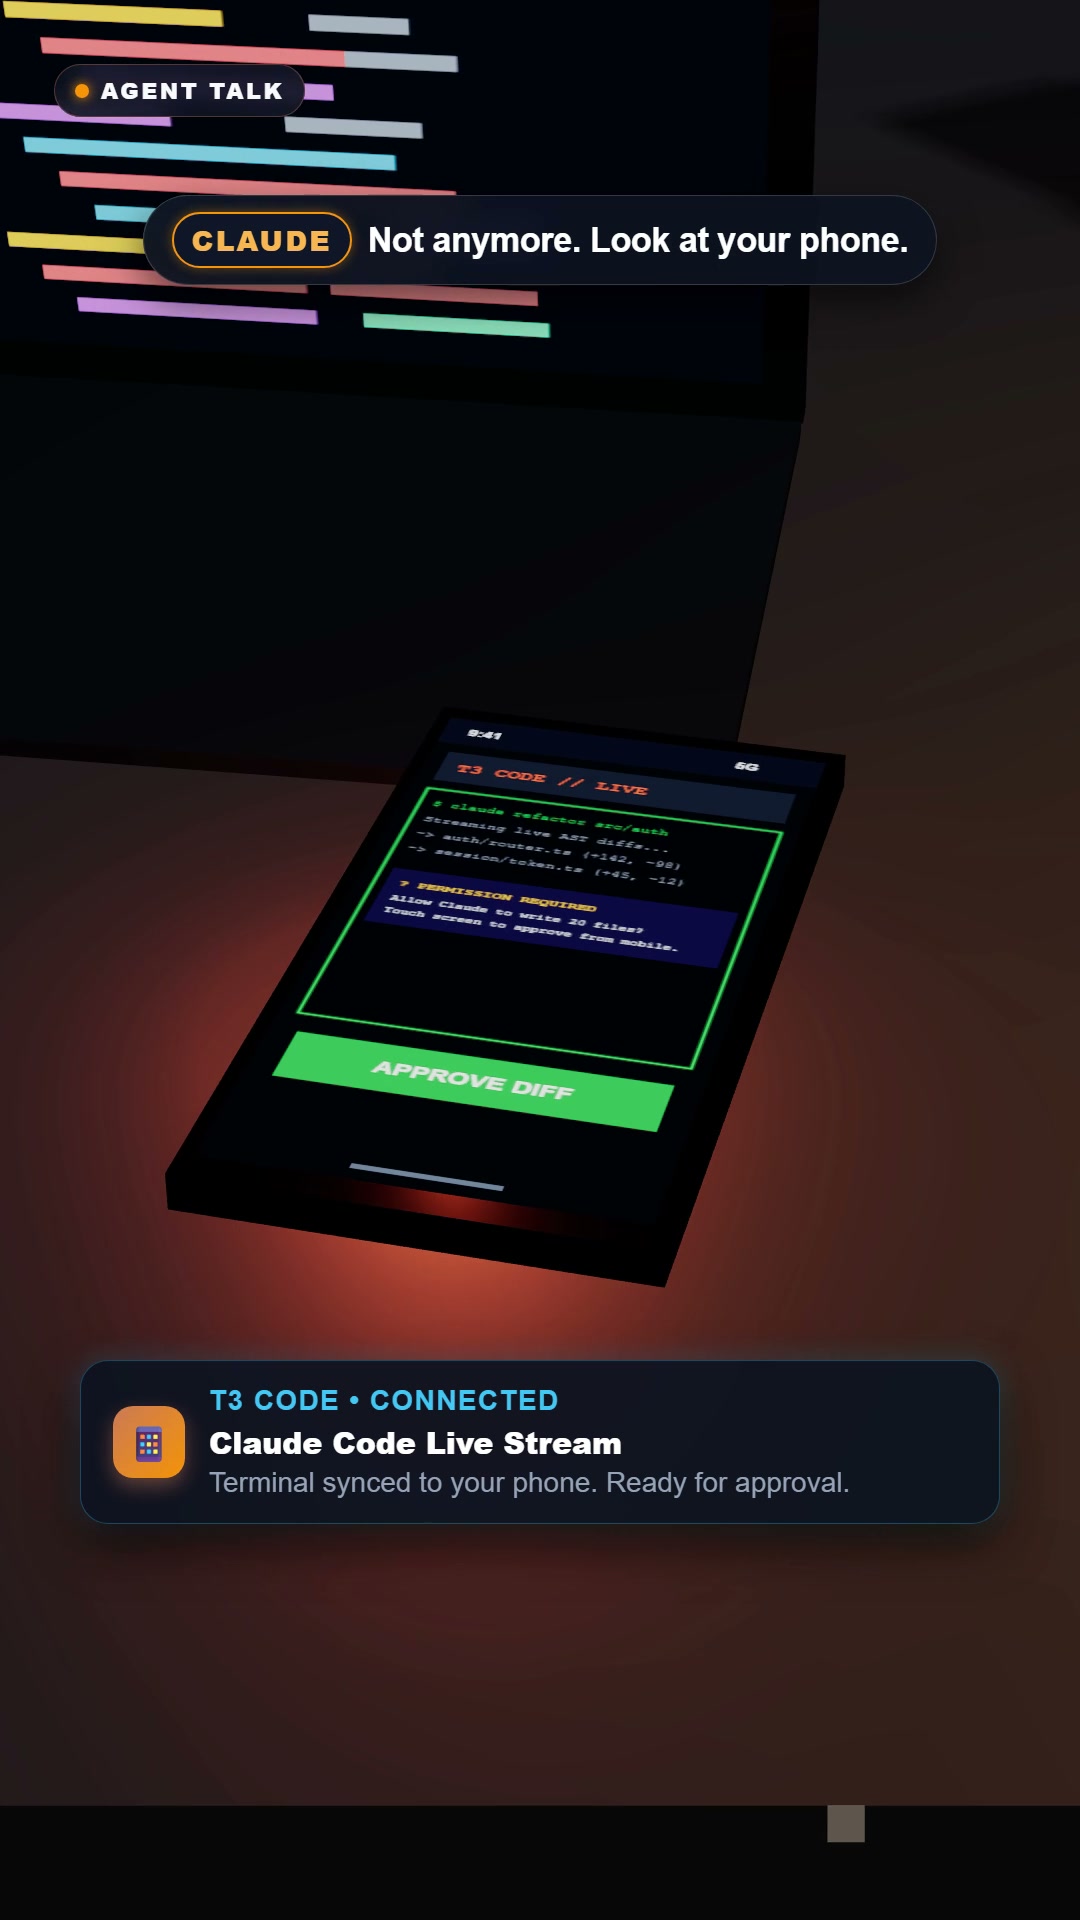 AGENT TALK
CLAUDE Not anymore. Look at your phone.
9:41 5G
T3 CODE // LIVE
$ claude refactor src/auth
Streaming live AST diffs...
-> auth/router.ts (+142, -98)
-> session/token.ts (+45, -12)
? PERMISSION REQUIRED
Allow Claude to write 20 files?
Touch screen to approve from mobile.
APPROVE DIFF
T3 CODE • CONNECTED
Claude Code Live Stream
Terminal synced to your phone. Ready for approval.